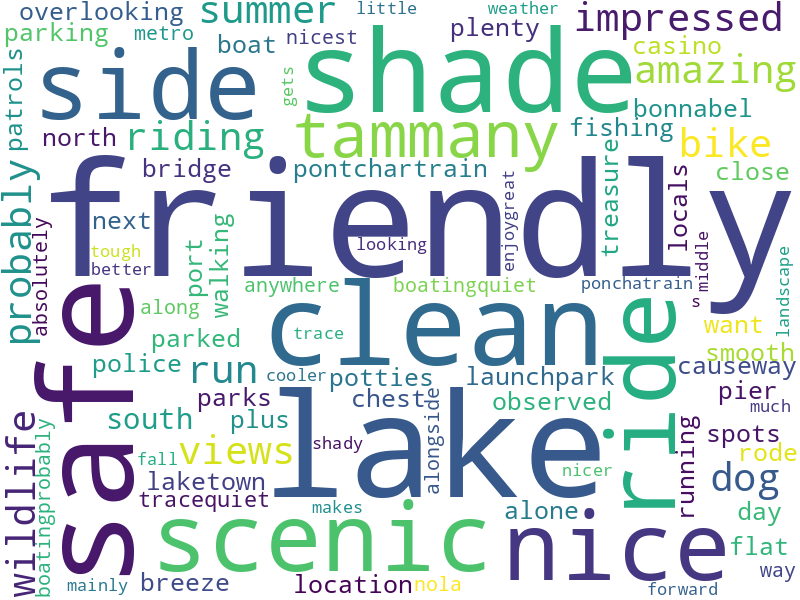 overlooking summer little weather impressed
parking metro boat nicest plenty casino
patrols side gets shade amazing
bonnabel
north riding tammany fishing bike
bridge pontchartrain treasure locals close
probably friendly
absolutely next walking enjoygreat
tough looking middle
better port anywhere boatingquiet ponchatrain landscape
safe along clean ride s
parked trace want
police run cooler potties launchpark smooth
causeway
parks chest alongside observed pier much
wildlife south plus lake running spots
views shady rode
boatingprobably fall laketown nicer dog
tracequiet
scenic makes alone nice day
flat
mainly breeze location nola forward way